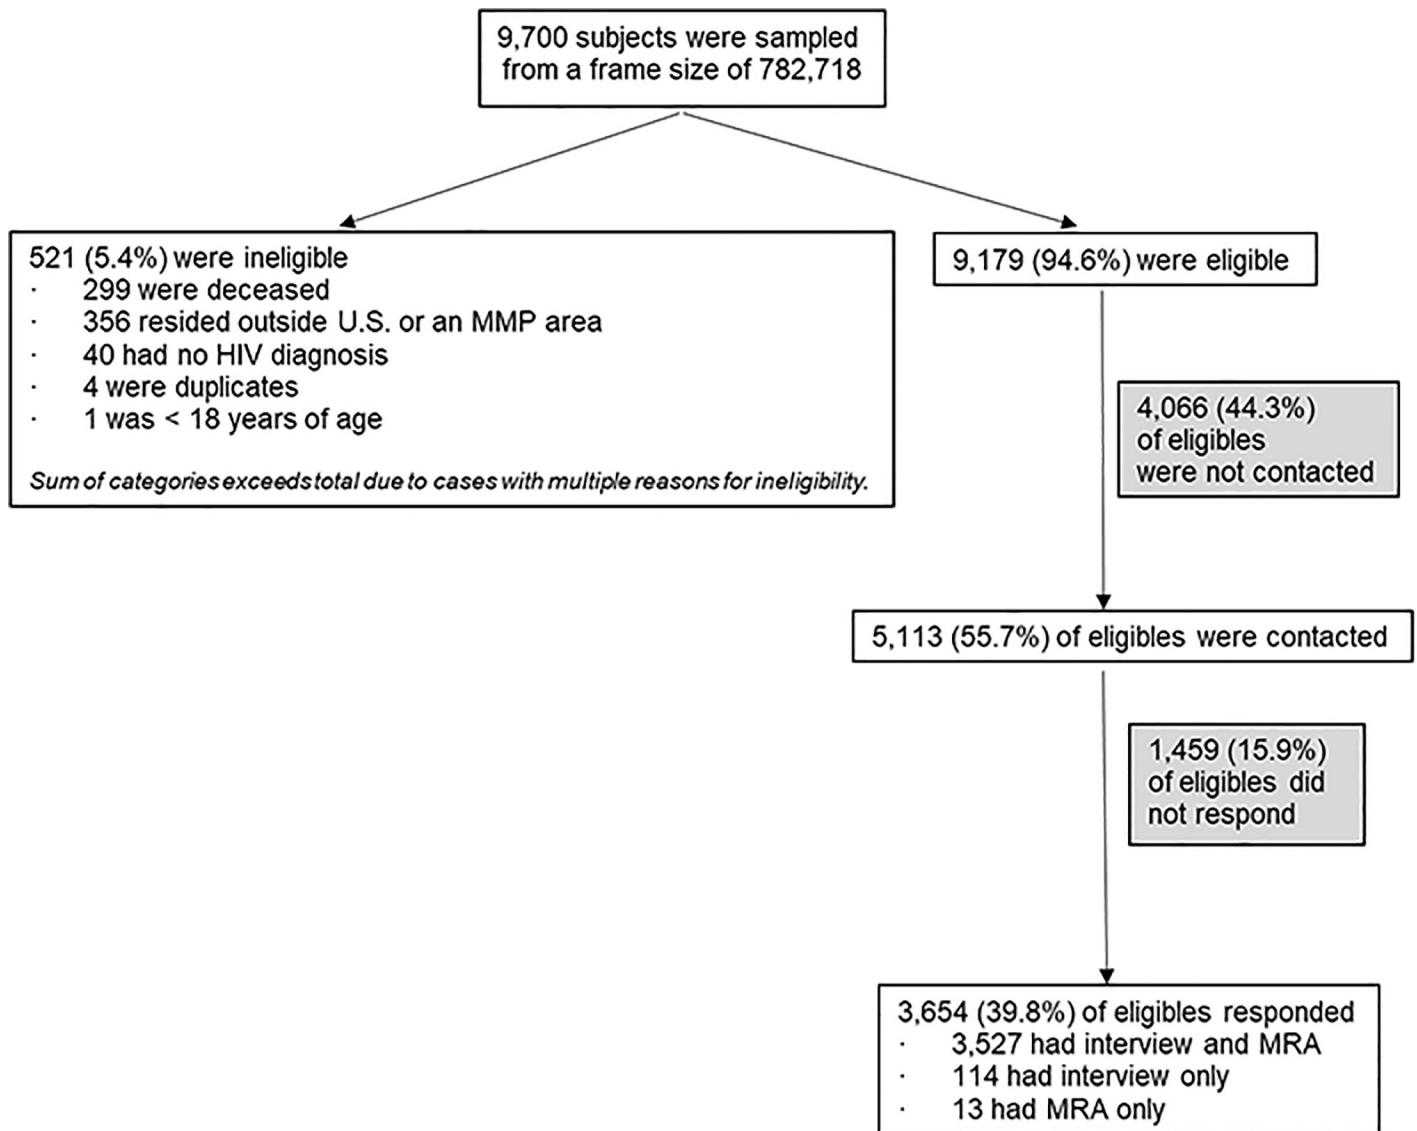 9,700 subjects were sampled
from a frame size of 782,718
521 (5.4%) were ineligible
· 299 were deceased
· 356 resided outside U.S. or an MMP area
· 40 had no HIV diagnosis
· 4 were duplicates
· 1 was < 18 years of age
Sum of categories exceeds total due to cases with multiple reasons for ineligibility.
9,179 (94.6%) were eligible
4,066 (44.3%)
of eligibles
were not contacted
5,113 (55.7%) of eligibles were contacted
1,459 (15.9%)
of eligibles did
not respond
3,654 (39.8%) of eligibles responded
· 3,527 had interview and MRA
· 114 had interview only
· 13 had MRA only